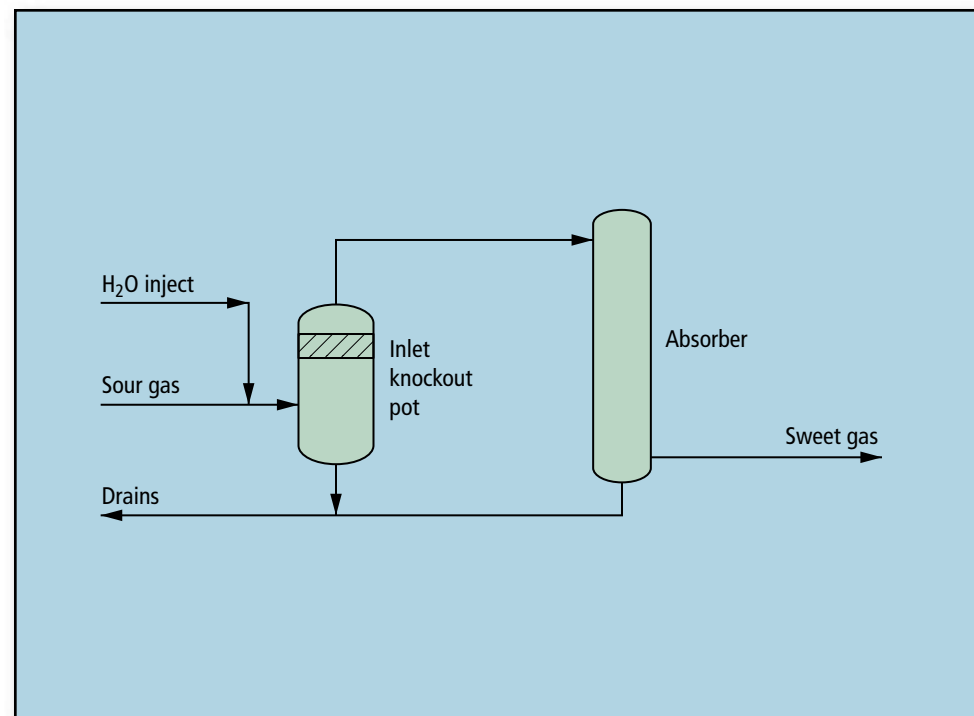 H₂O inject
Sour gas
Drains
Inlet
knockout
pot
Absorber
Sweet gas